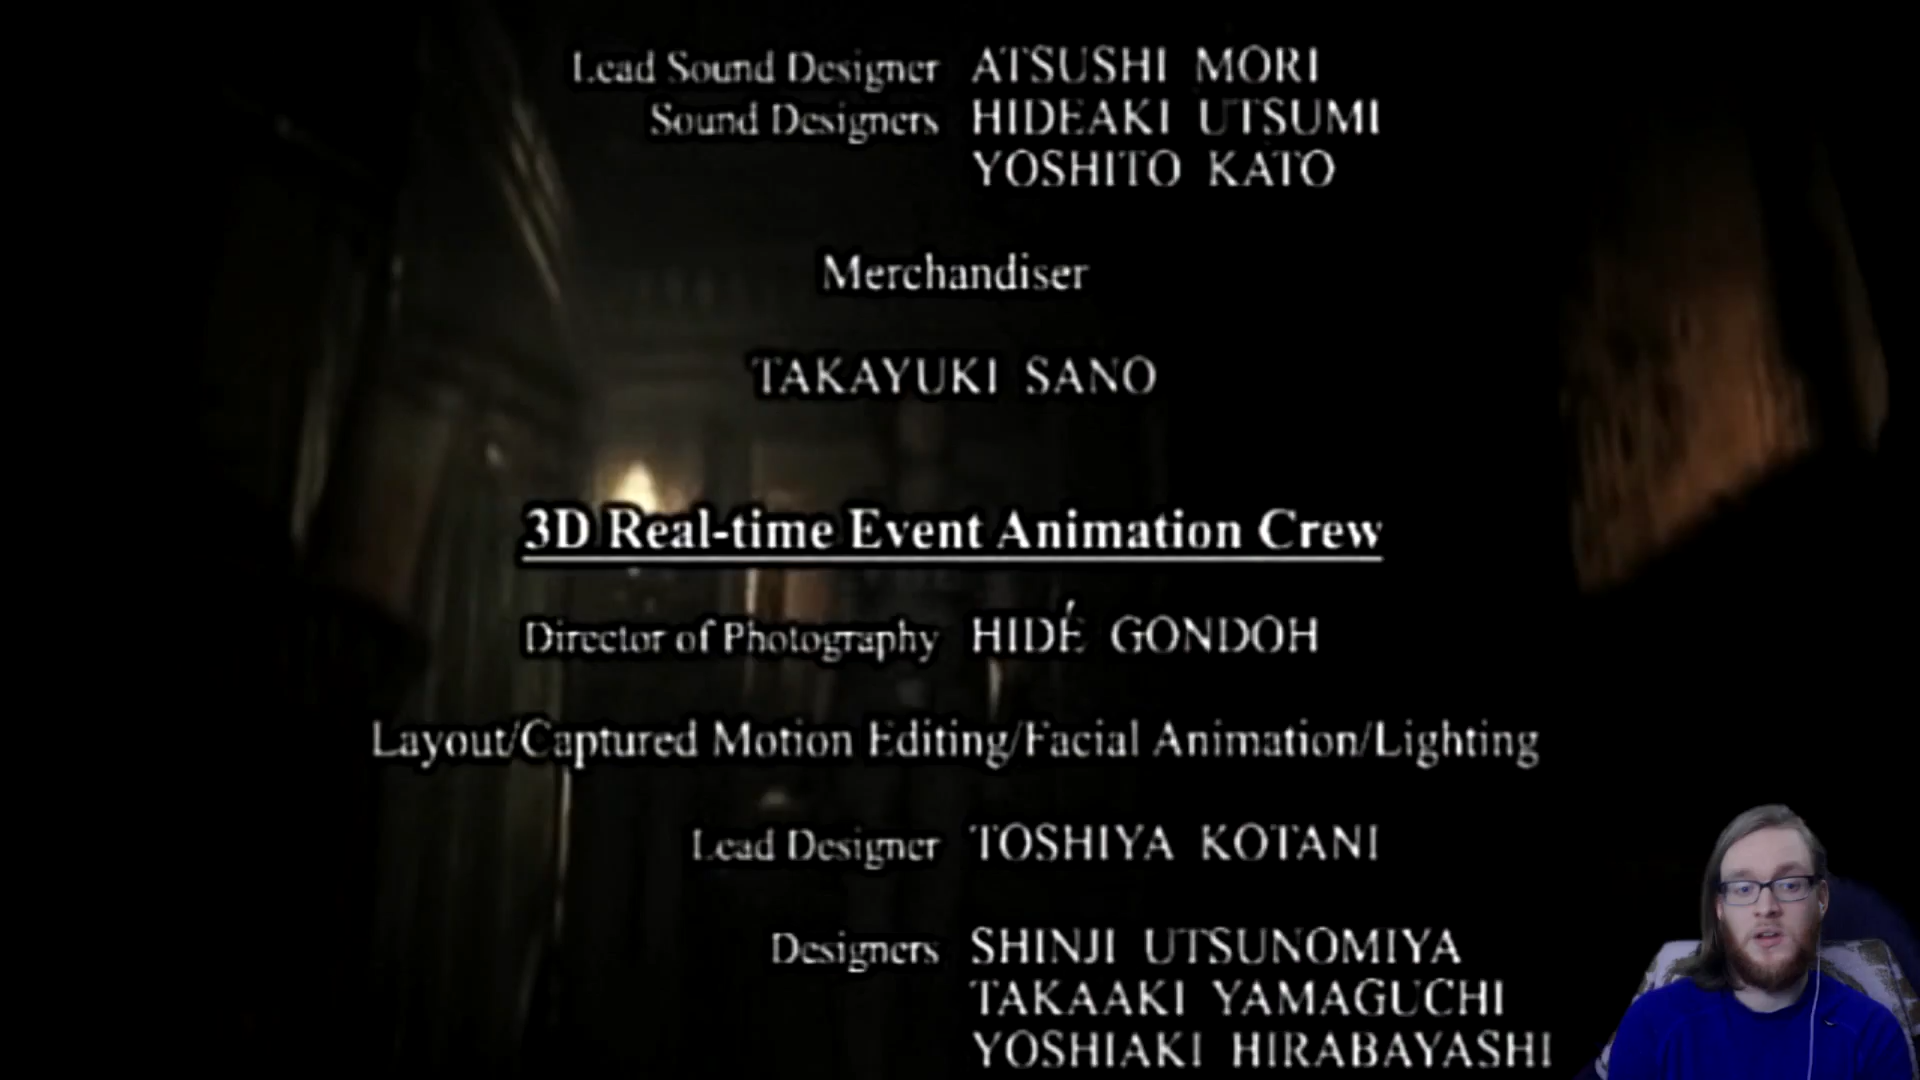 Lead Sound Designer ATSUSHI MORI
Sound Designers HIDEAKI UTSUMI
YOSHITO KATO
Merchandiser
TAKAYUKI SANO
3D Real-time Event Animation Crew
Director of Photography HIDÉ GONDOH
Layout/Captured Motion Editing/Facial Animation/Lighting
Lead Designer TOSHIYA KOTANI
Designers SHINJI UTSUNOMIYA
TAKAAKI YAMAGUCHI
YOSHIAKI HIRABAYASHI